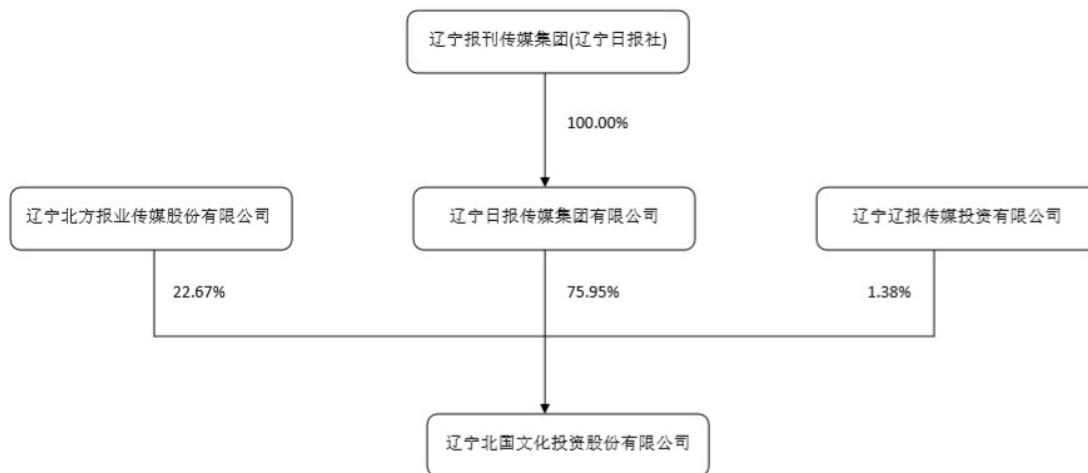 辽宁报刊传媒集团(辽宁日报社)
100.00%
辽宁北方报业传媒股份有限公司
辽宁日报传媒集团有限公司
辽宁辽报传媒投资有限公司
22.67%
75.95%
1.38%
辽宁北国文化投资股份有限公司